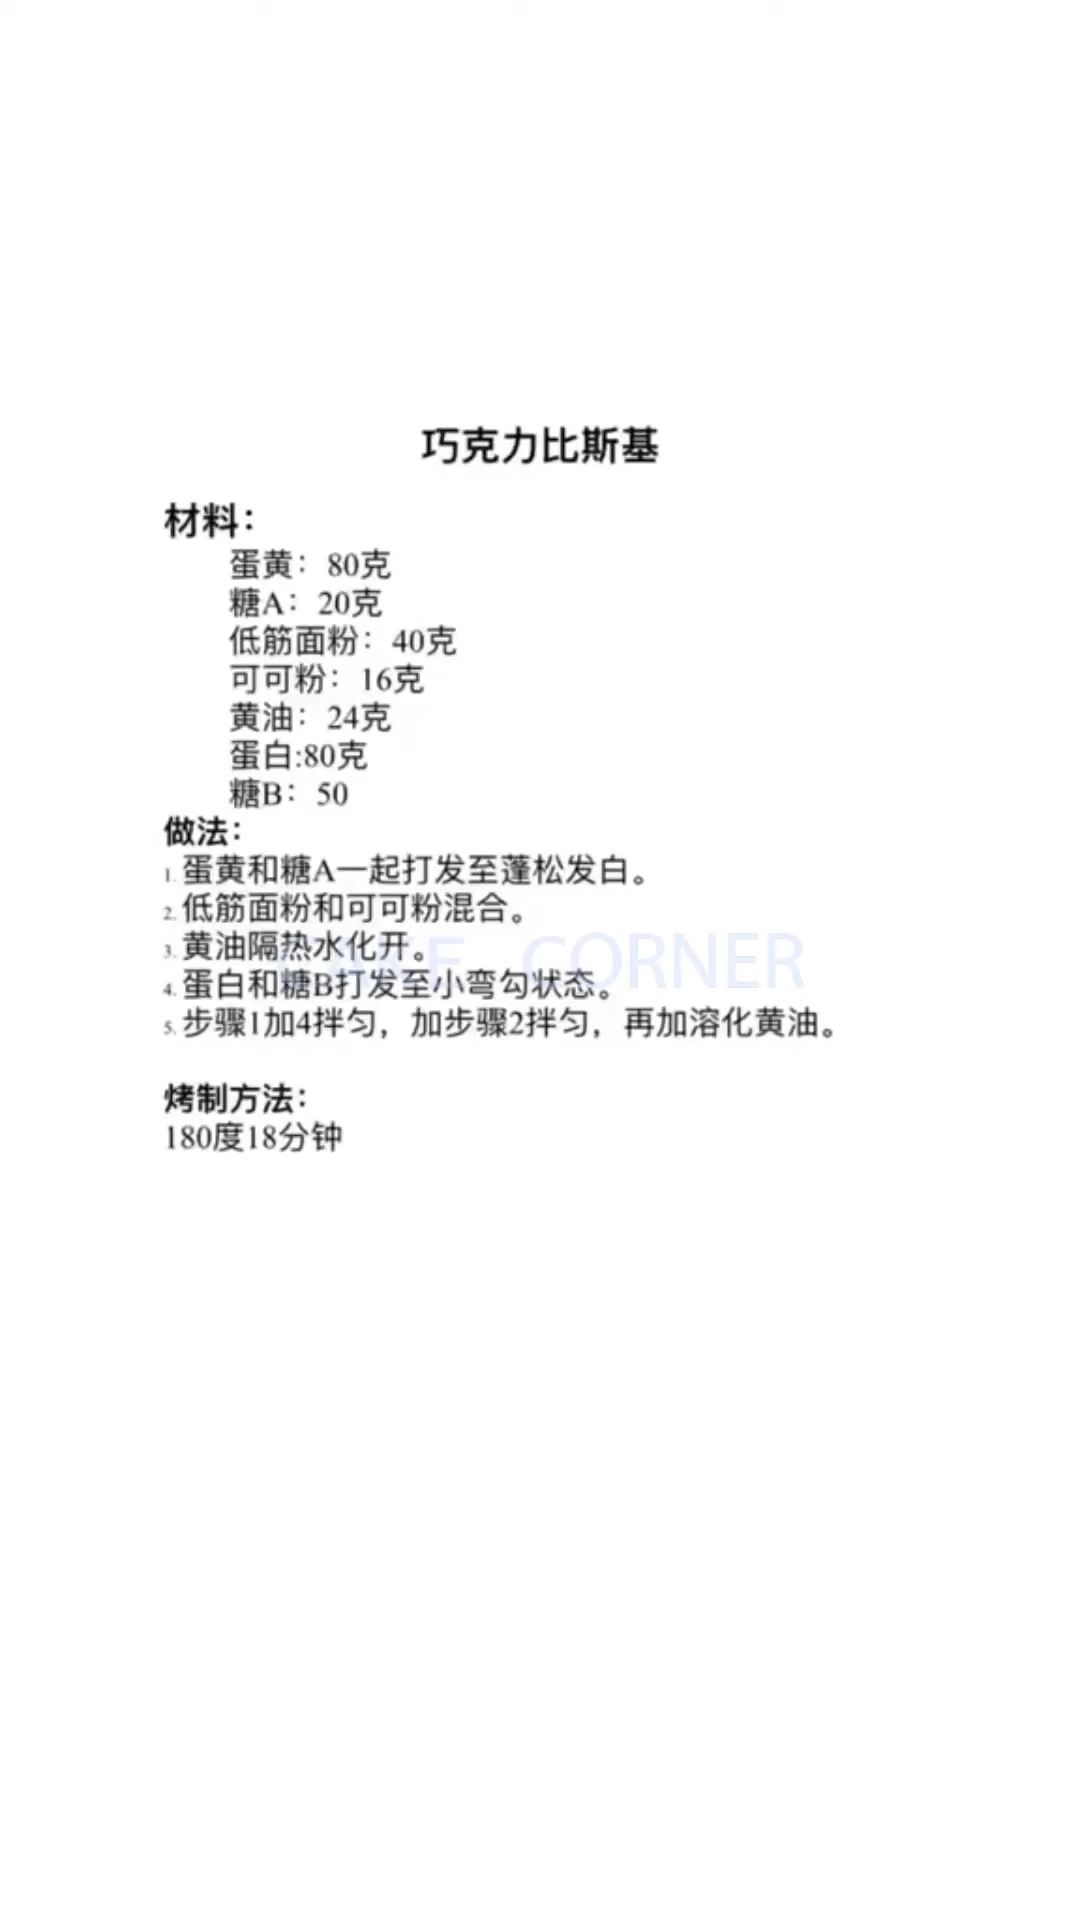 巧克力比斯基
材料：
蛋黄：80克
糖A：20克
低筋面粉：40克
可可粉：16克
黄油：24克
蛋白:80克
糖B：50
做法：
1. 蛋黄和糖A一起打发至蓬松发白。
2. 低筋面粉和可可粉混合。
3. 黄油隔热水化开。
CAKE CORNER
4. 蛋白和糖B打发至小弯勾状态。
5. 步骤1加4拌匀，加步骤2拌匀，再加溶化黄油。
烤制方法：
180度18分钟